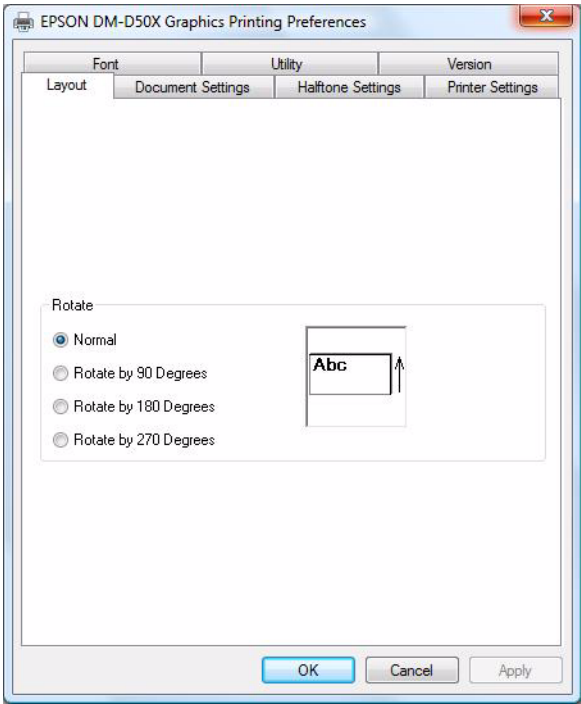 EPSON DM-D50X Graphics Printing Preferences
Font Utility Version
Layout Document Settings Halftone Settings Printer Settings
Rotate
Normal
Abc
Rotate by 90 Degrees
Rotate by 180 Degrees
Rotate by 270 Degrees
OK Cancel Apply